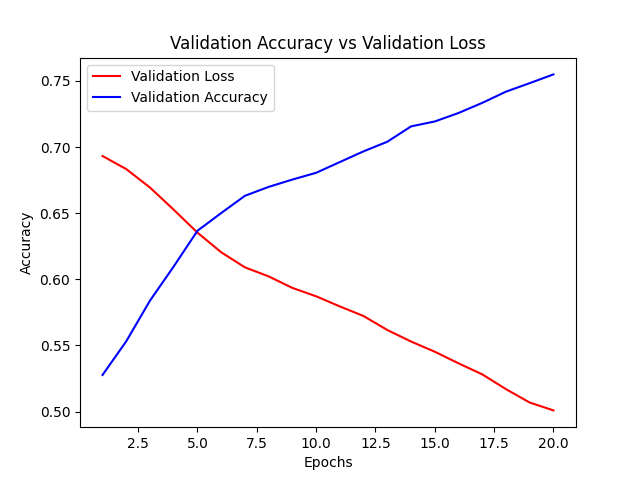 Validation Accuracy vs Validation Loss
Validation Loss
Validation Accuracy
Accuracy
0.75
0.70
0.65
0.60
0.55
0.50
2.5 5.0 7.5 10.0 12.5 15.0 17.5 20.0
Epochs